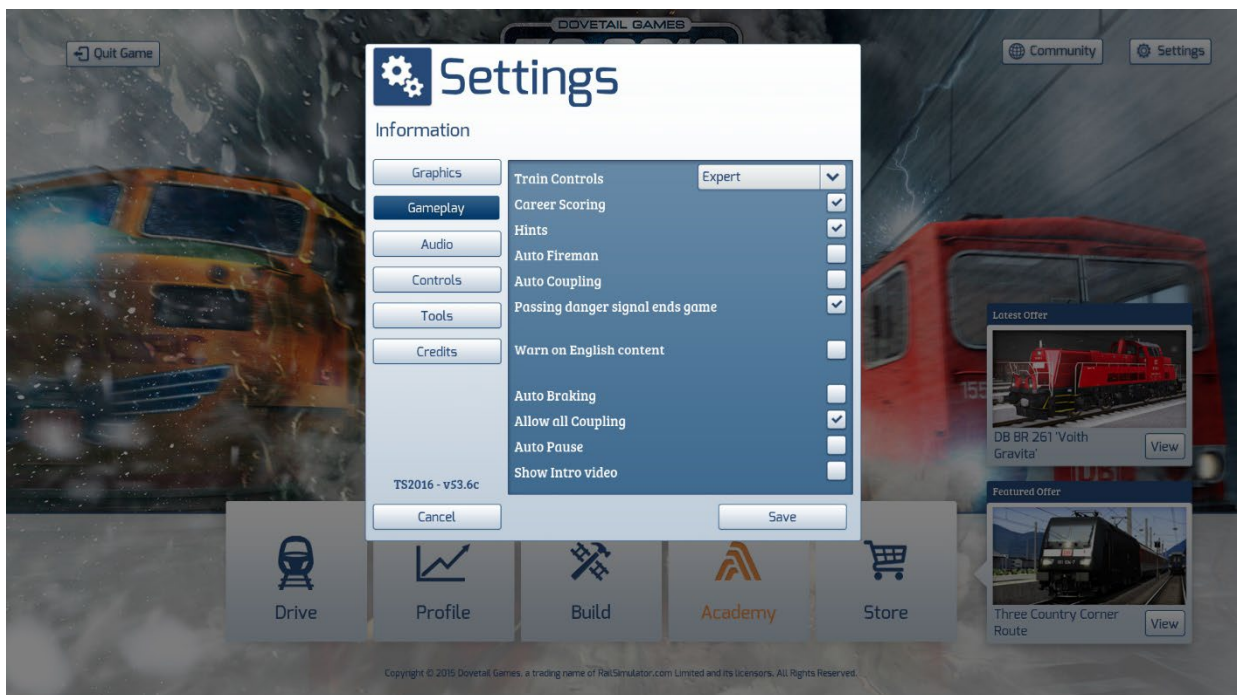 DOVETAIL GAMES
Quit Game
Community
Settings
Settings
Information
Graphics
Gameplay
Audio
Controls
Tools
Credits
TS2016 - v53.6c
Cancel
Train Controls Expert
Career Scoring
Hints
Auto Fireman
Auto Coupling
Passing danger signal ends game
Warn on English content
Auto Braking
Allow all Coupling
Auto Pause
Show Intro video
Save
155
Latest Offer
DB BR 261 'Voith
Gravita'
View
Featured Offer
Three Country Corner
Route
View
Drive
Profile
Build
Academy
Store
Copyright © 2015 Dovetail Games, a trading name of RailSimulator.com Limited and its licensors. All Rights Reserved.